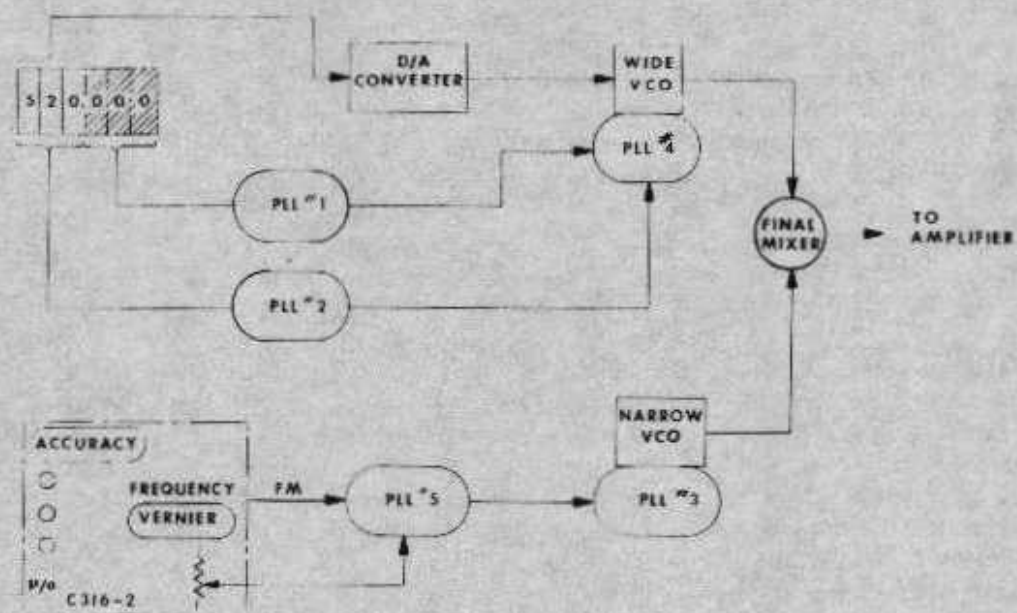 D/A
CONVERTER
WIDE
VCO
5 2 0. 0 0 0
PLL #4
PLL #1
FINAL
MIXER
TO
AMPLIFIER
PLL #2
NARROW
VCO
ACCURACY
FREQUENCY
VERNIER
FM
PLL #5
PLL #3
C316-2